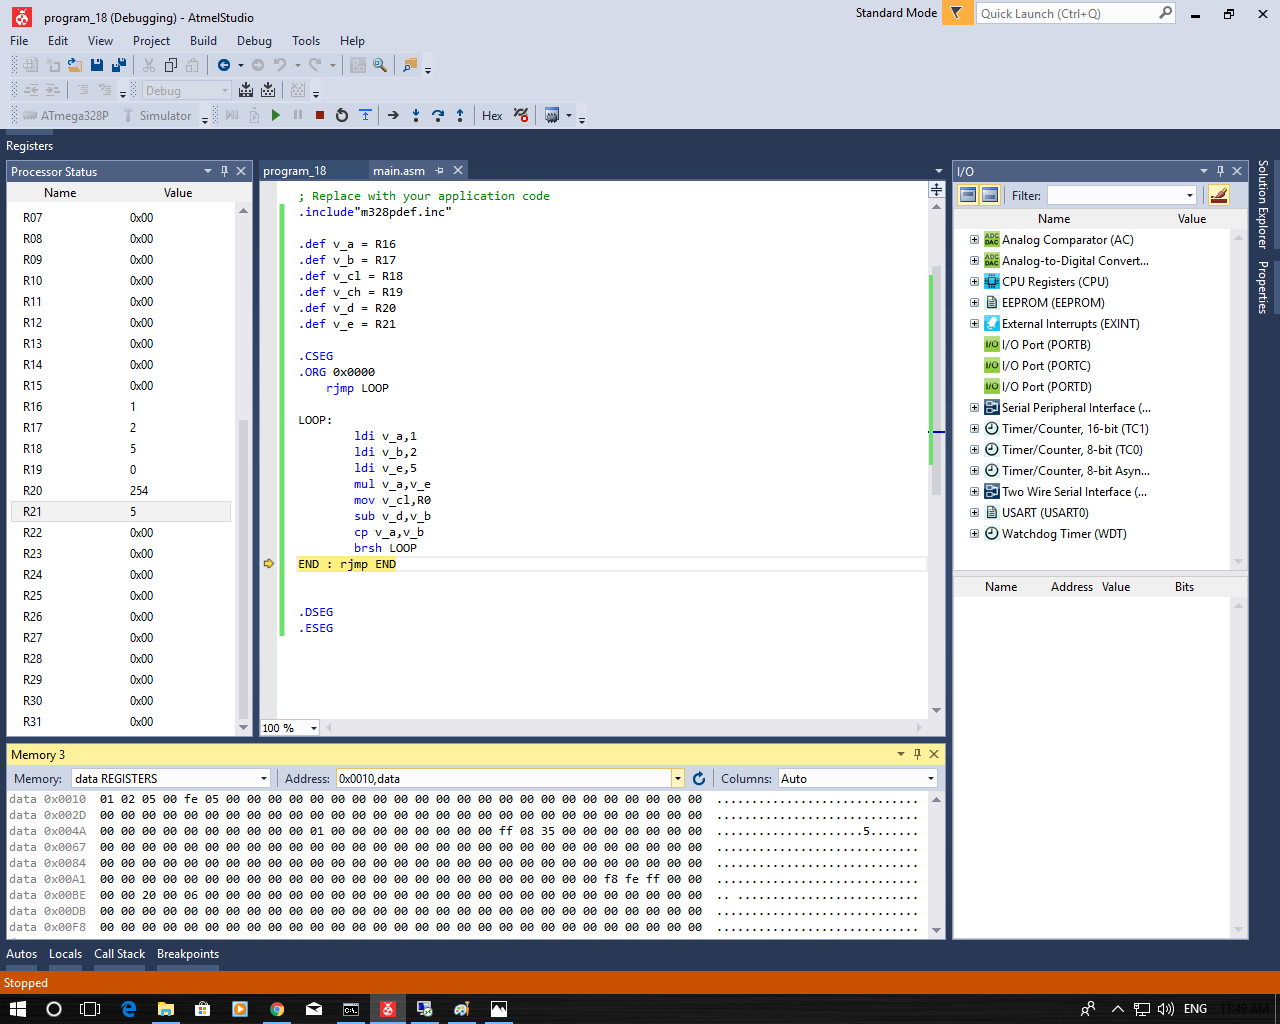 program_18 (Debugging) - AtmelStudio
Standard Mode
Quick Launch (Ctrl+Q)
File Edit View Project Build Debug Tools Help
Debug
ATmega328P Simulator Hex
Registers
Processor Status
Name Value
R07 0x00
R08 0x00
R09 0x00
R10 0x00
R11 0x00
R12 0x00
R13 0x00
R14 0x00
R15 0x00
R16 1
R17 2
R18 5
R19 0
R20 254
R21 5
R22 0x00
R23 0x00
R24 0x00
R25 0x00
R26 0x00
R27 0x00
R28 0x00
R29 0x00
R30 0x00
R31 0x00
program_18 main.asm
; Replace with your application code
.include"m328pdef.inc"
.def v_a = R16
.def v_b = R17
.def v_cl = R18
.def v_ch = R19
.def v_d = R20
.def v_e = R21
.CSEG
.ORG 0x0000
rjmp LOOP
LOOP:
ldi v_a,1
ldi v_b,2
ldi v_e,5
mul v_a,v_e
mov v_cl,R0
sub v_d,v_b
cp v_a,v_b
brsh LOOP
END : rjmp END
.DSEG
.ESEG
100 %
I/O
Filter:
Name Value
Analog Comparator (AC)
Analog-to-Digital Convert...
CPU Registers (CPU)
EEPROM (EEPROM)
External Interrupts (EXINT)
I/O Port (PORTB)
I/O Port (PORTC)
I/O Port (PORTD)
Serial Peripheral Interface (...
Timer/Counter, 16-bit (TC1)
Timer/Counter, 8-bit (TC0)
Timer/Counter, 8-bit Asyn...
Two Wire Serial Interface (...
USART (USART0)
Watchdog Timer (WDT)
Name Address Value Bits
Solution Explorer
Properties
Memory 3
Memory: data REGISTERS Address: 0x0010,data Columns: Auto
data 0x0010 01 02 05 00 fe 05 00 00 00 00 00 00 00 00 00 00 00 00 00 00 00 00 00 00 00 00 00 00 00 .............................
data 0x002D 00 00 00 00 00 00 00 00 00 00 00 00 00 00 00 00 00 00 00 00 00 00 00 00 00 00 00 00 00 .............................
data 0x004A 00 00 00 00 00 00 00 00 00 00 01 00 00 00 00 00 00 00 00 ff 08 35 00 00 00 00 00 00 00 .....................5.......
data 0x0067 00 00 00 00 00 00 00 00 00 00 00 00 00 00 00 00 00 00 00 00 00 00 00 00 00 00 00 00 00 .............................
data 0x0084 00 00 00 00 00 00 00 00 00 00 00 00 00 00 00 00 00 00 00 00 00 00 00 00 00 00 00 00 00 .............................
data 0x00A1 00 00 00 00 00 00 00 00 00 00 00 00 00 00 00 00 00 00 00 00 00 00 00 00 f8 fe ff 00 00 .............................
data 0x00BE 00 00 20 00 06 00 00 00 00 00 00 00 00 00 00 00 00 00 00 00 00 00 00 00 00 00 00 00 00 .. ..........................
data 0x00DB 00 00 00 00 00 00 00 00 00 00 00 00 00 00 00 00 00 00 00 00 00 00 00 00 00 00 00 00 00 .............................
data 0x00F8 00 00 00 00 00 00 00 00 00 00 00 00 00 00 00 00 00 00 00 00 00 00 00 00 00 00 00 00 00 .............................
Autos Locals Call Stack Breakpoints
Stopped
ENG 11:49 AM